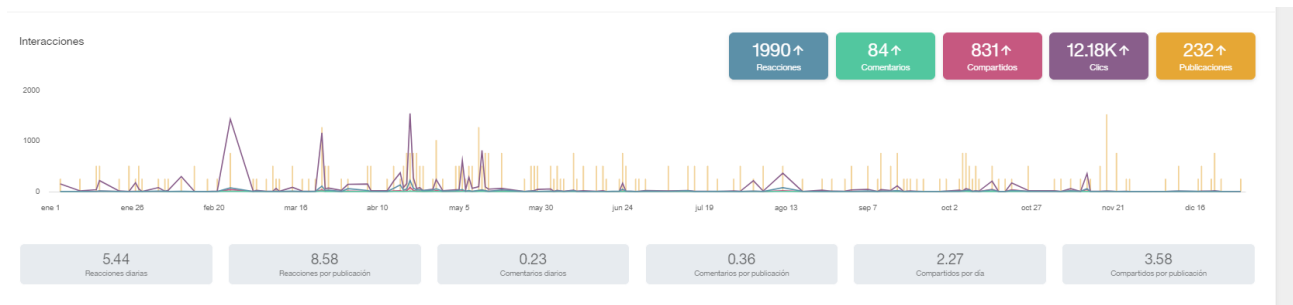 Interacciones
1990↑
Reacciones
84↑
Comentarios
831↑
Compartidos
12.18K↑
Clics
232↑
Publicaciones
2000
1000
0
ene 1 ene 26 feb 20 mar 16 abr 10 may 5 may 30 jun 24 jul 19 ago 13 sep 7 oct 2 oct 27 nov 21 dic 16
5.44
Reacciones diarias
8.58
Reacciones por publicación
0.23
Comentarios diarios
0.36
Comentarios por publicación
2.27
Compartidos por día
3.58
Compartidos por publicación